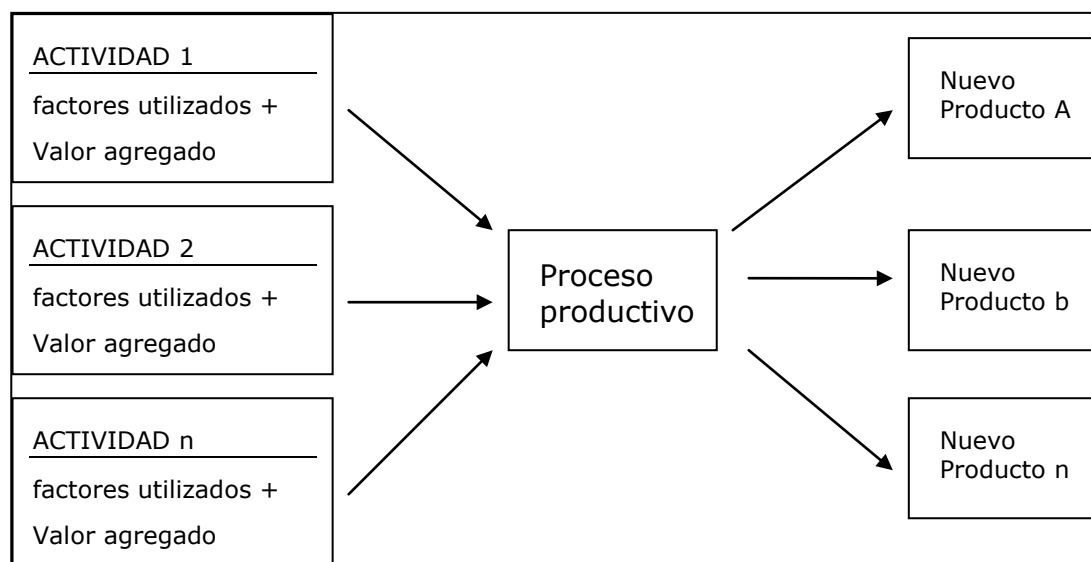 ACTIVIDAD 1
factores utilizados +
Valor agregado
ACTIVIDAD 2
factores utilizados +
Valor agregado
ACTIVIDAD n
factores utilizados +
Valor agregado
Proceso
productivo
Nuevo
Producto A
Nuevo
Producto b
Nuevo
Producto n